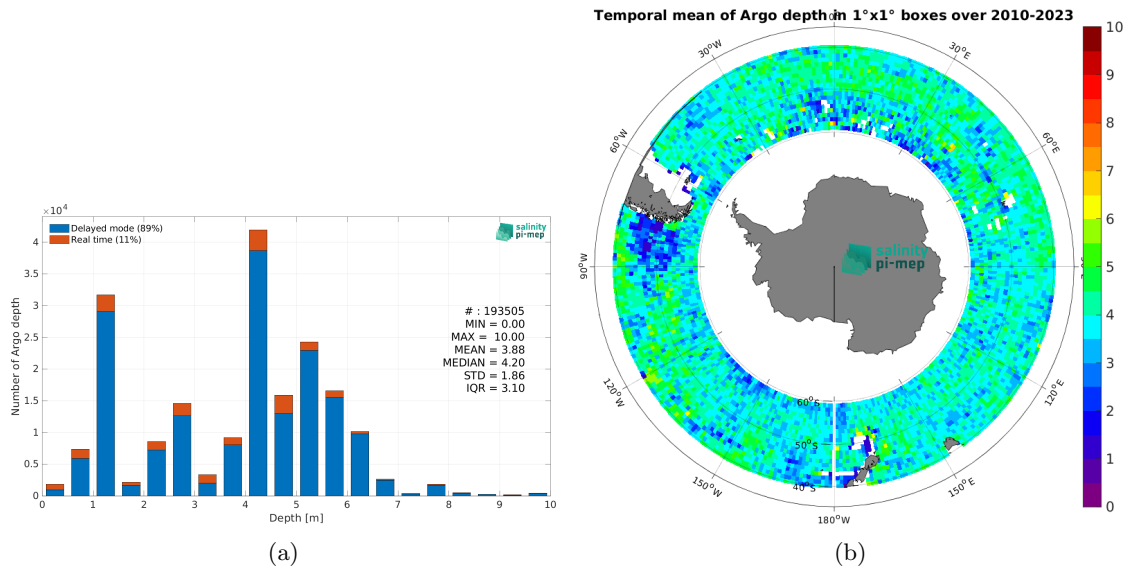 ×10⁴
Delayed mode (89%)
Real time (11%)
salinity
pi-mep
4
3.5
3
2.5
2
1.5
1
0.5
0
Number of Argo depth
# : 193505
MIN = 0.00
MAX = 10.00
MEAN = 3.88
MEDIAN = 4.20
STD = 1.86
IQR = 3.10
0 1 2 3 4 5 6 7 8 9 10
Depth [m]
(a)
Temporal mean of Argo depth in 1°x1° boxes over 2010-2023
30°W
30°E
60°W
60°E
90°W
120°W
120°E
150°W
150°E
180°W
60°S
50°S
40°S
salinity
pi-mep
10
9
8
7
6
5
4
3
2
1
0
(b)